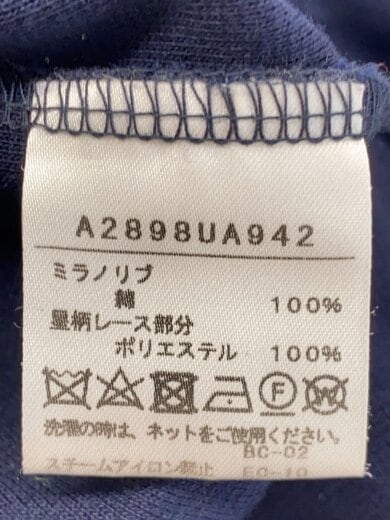 A2898UA942
ミラノリブ
綿 100%
星柄レース部分
ポリエステル 100%
F W
洗濯の時は、ネットをご使用ください。
BC-02
スチームアイロン禁止 EC-10